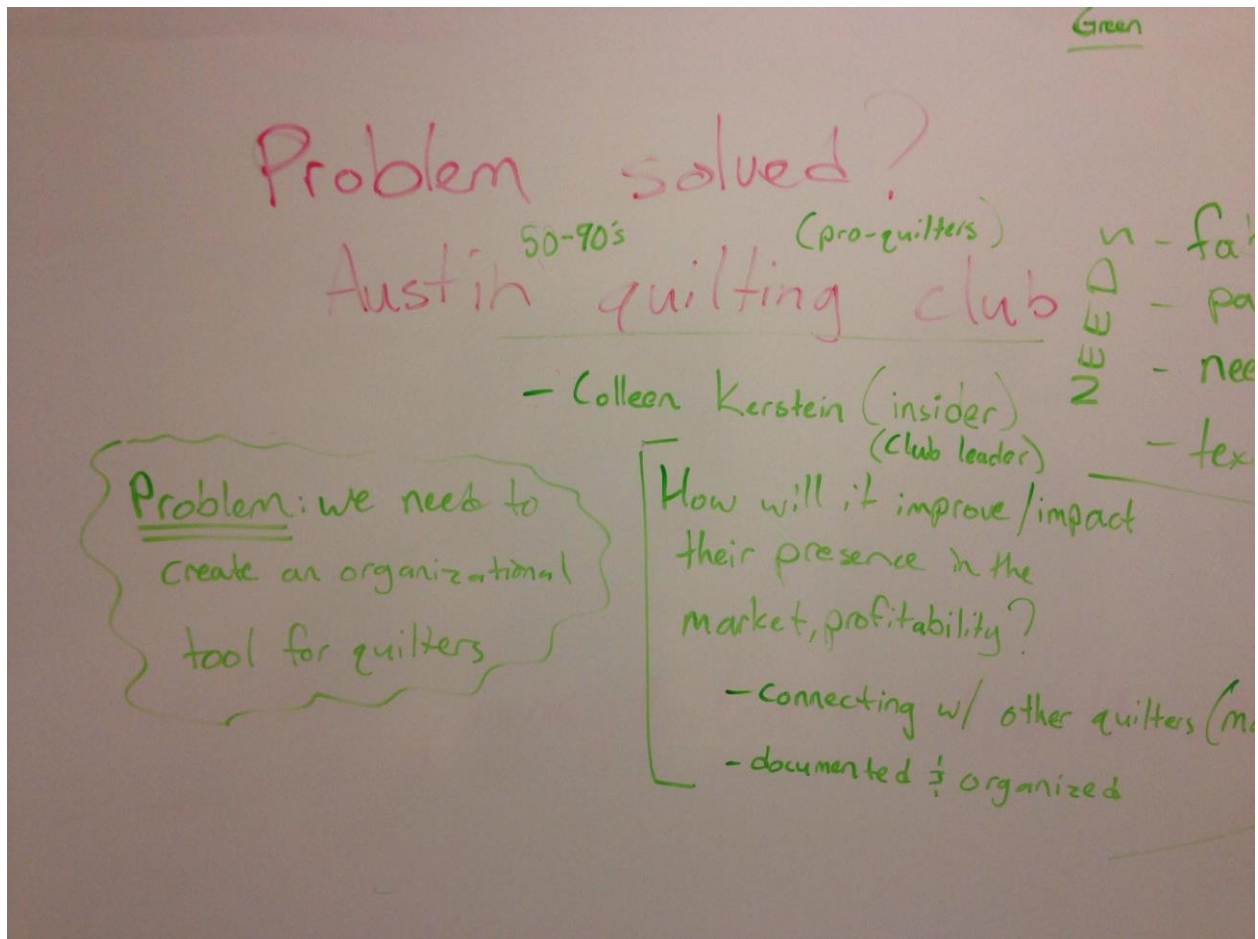 Green
Problem solved?
50-90's
(pro-quilters)
Austin quilting club
- Colleen Kerstein (insider)
(Club leader)
NEED
Problem: we need to
create an organizational
tool for quilters
How will it improve/impact
their presence in the
market, profitability?
- connecting w/ other quilters
- documented & organized